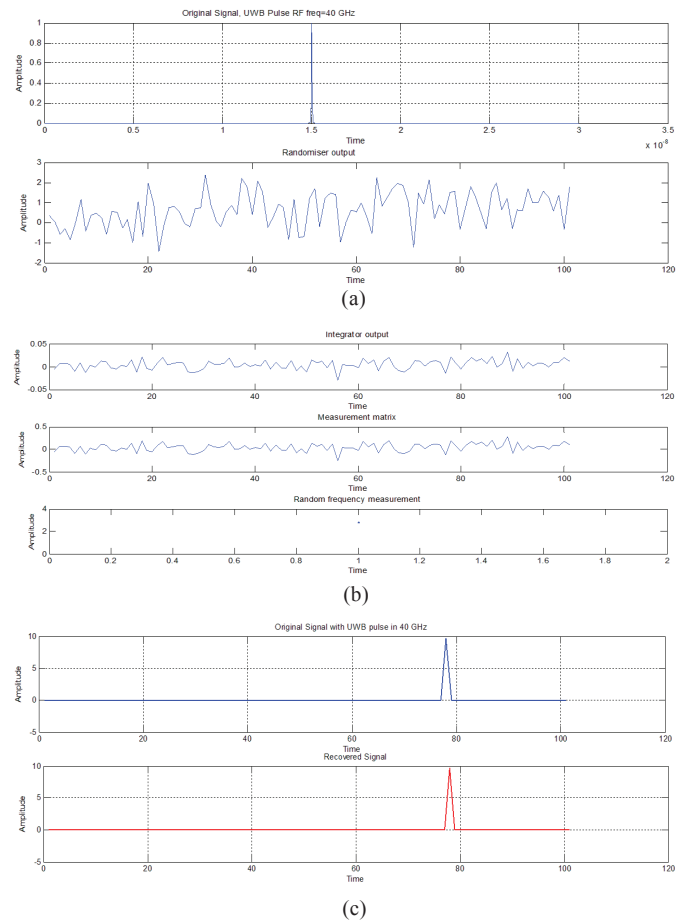 Original Signal, UWB Pulse RF freq=40 GHz
Amplitude
1
0.8
0.6
0.4
0.2
0
0 0.5 1 1.5 2 2.5 3 3.5
Time
x 10⁻⁸
Randomiser output
Amplitude
3
2
1
0
-1
-2
0 20 40 60 80 100 120
Time
(a)
Integrator output
Amplitude
0.05
0
-0.05
0 20 40 60 80 100 120
Time
Measurement matrix
Amplitude
0.5
0
-0.5
0 20 40 60 80 100 120
Time
Random frequency measurement
Amplitude
4
2
0
0 0.2 0.4 0.6 0.8 1 1.2 1.4 1.6 1.8 2
Time
(b)
Original Signal with UWB pulse in 40 GHz
Amplitude
10
5
0
-5
0 20 40 60 80 100 120
Time
Recovered Signal
Amplitude
10
5
0
-5
0 20 40 60 80 100 120
Time
(c)